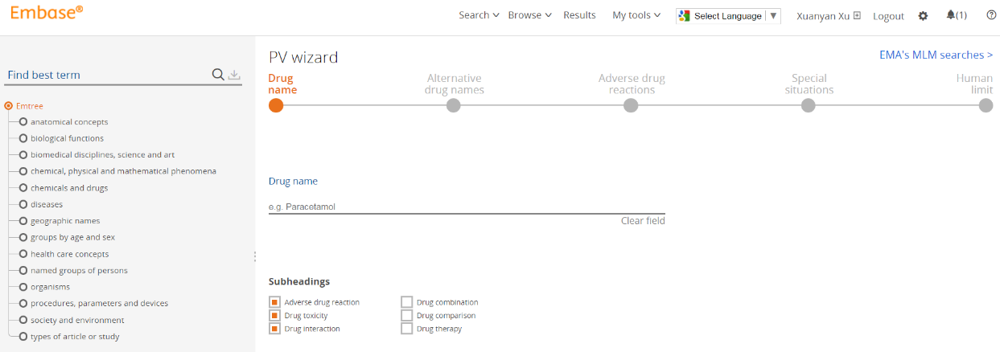 Embase®
Search Browse Results My tools Select Language ▼ Xuanyan Xu Logout (1)
Find best term
Emtree
anatomical concepts
biological functions
biomedical disciplines, science and art
chemical, physical and mathematical phenomena
chemicals and drugs
diseases
geographic names
groups by age and sex
health care concepts
named groups of persons
organisms
procedures, parameters and devices
society and environment
types of article or study
PV wizard
EMA's MLM searches >
Drug name
Alternative drug names
Adverse drug reactions
Special situations
Human limit
Drug name
e.g. Paracetamol
Clear field
Subheadings
Adverse drug reaction
Drug toxicity
Drug interaction
Drug combination
Drug comparison
Drug therapy